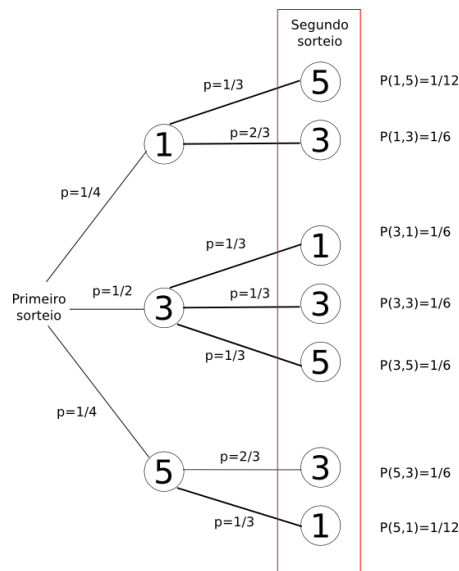 Segundo
sorteio
p=1/3
5
P(1,5)=1/12
1
p=2/3
3
P(1,3)=1/6
p=1/4
p=1/3
1
P(3,1)=1/6
Primeiro
sorteio
p=1/2
3
p=1/3
3
P(3,3)=1/6
p=1/3
5
P(3,5)=1/6
p=1/4
5
p=2/3
3
P(5,3)=1/6
p=1/3
1
P(5,1)=1/12